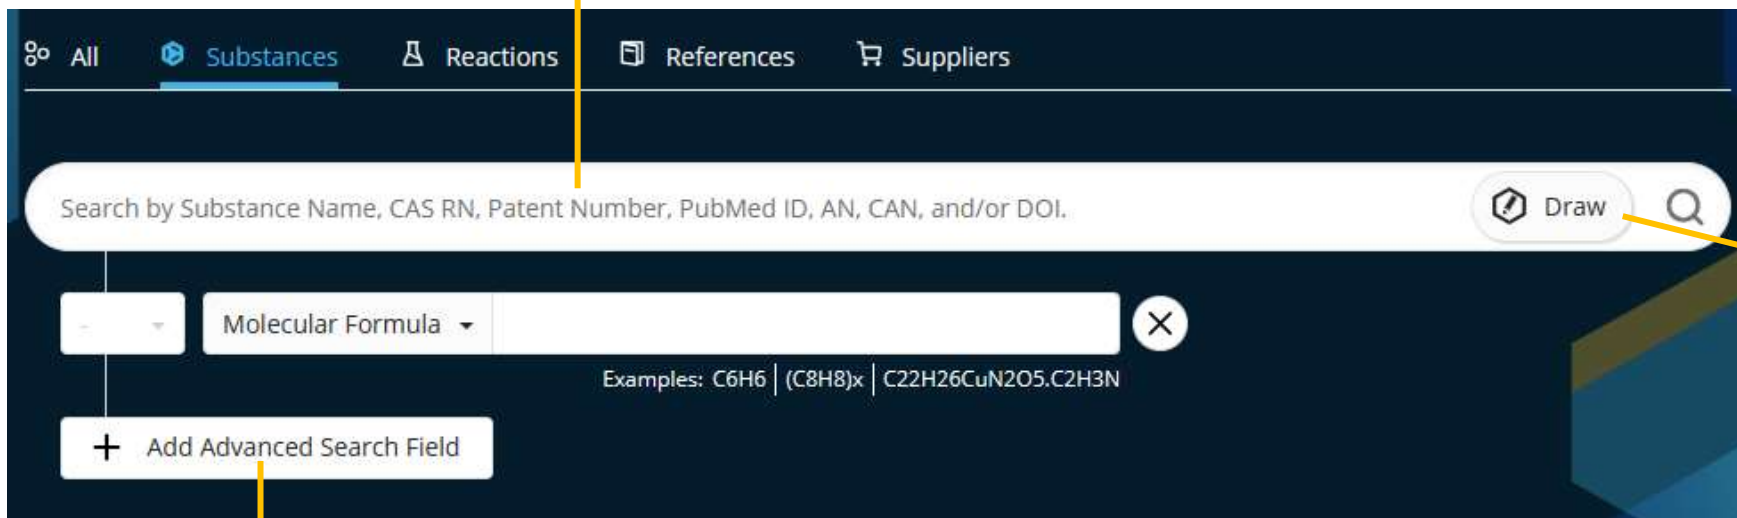 All Substances Reactions References Suppliers
Search by Substance Name, CAS RN, Patent Number, PubMed ID, AN, CAN, and/or DOI. Draw
- Molecular Formula
Examples: C6H6 | (C8H8)x | C22H26CuN2O5.C2H3N
+ Add Advanced Search Field